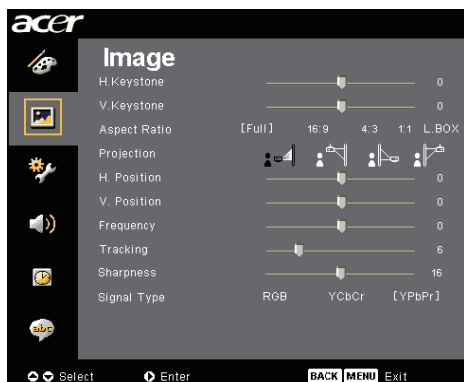 acer
Image
H.Keystone 0
V.Keystone 0
Aspect Ratio [Full] 16:9 4:3 1:1 L.BOX
Projection
H. Position 0
V. Position 0
Frequency 0
Tracking 6
Sharpness 16
Signal Type RGB YCbCr [YPbPr]
abc
Select Enter BACK MENU Exit